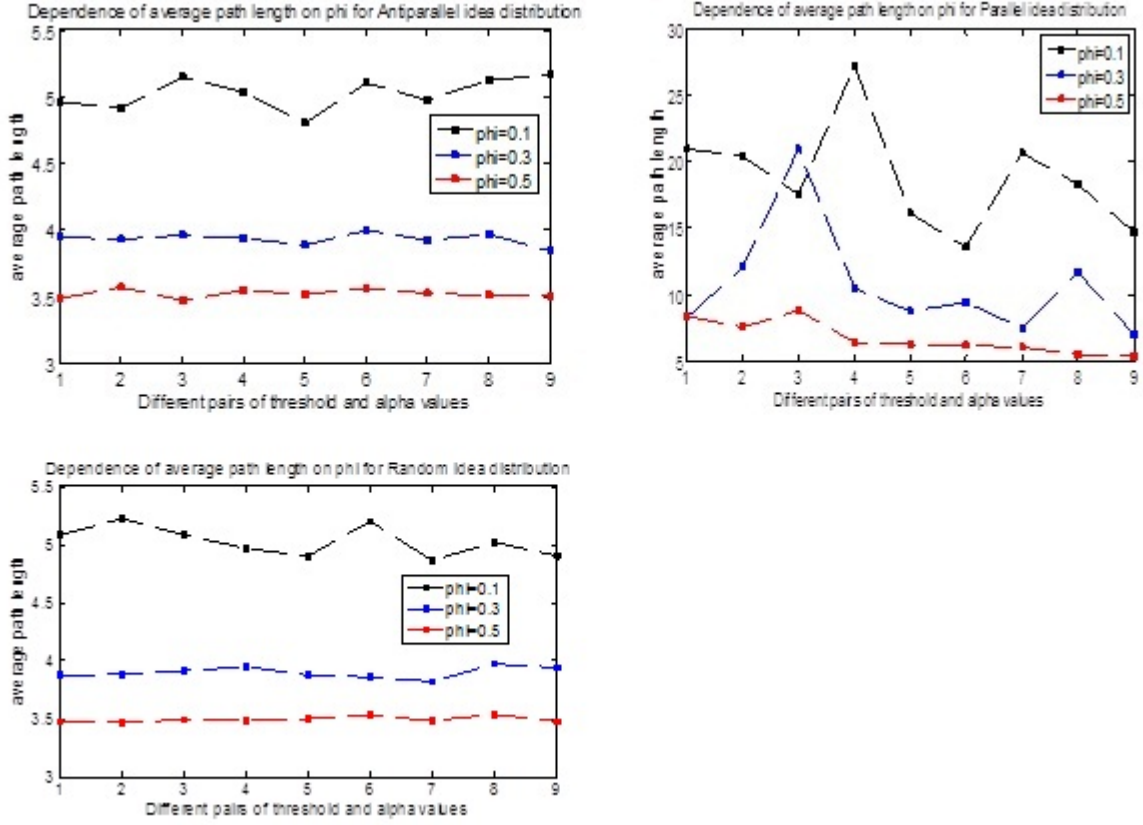 Dependence of average path length on phi for Antiparallel idea distribution
5.5
5
4.5
4
3.5
3
average path length
phi=0.1
phi=0.3
phi=0.5
1 2 3 4 5 6 7 8 9
Different pairs of threshold and alpha values
Dependence of average path length on phi for Parallel idea distribution
30
25
20
15
10
5
average path length
phi=0.1
phi=0.3
phi=0.5
1 2 3 4 5 6 7 8 9
Different pairs of threshold and alpha values
Dependence of average path length on phi for Random idea distribution
5.5
5
4.5
4
3.5
3
average path length
phi=0.1
phi=0.3
phi=0.5
1 2 3 4 5 6 7 8 9
Different pairs of threshold and alpha values